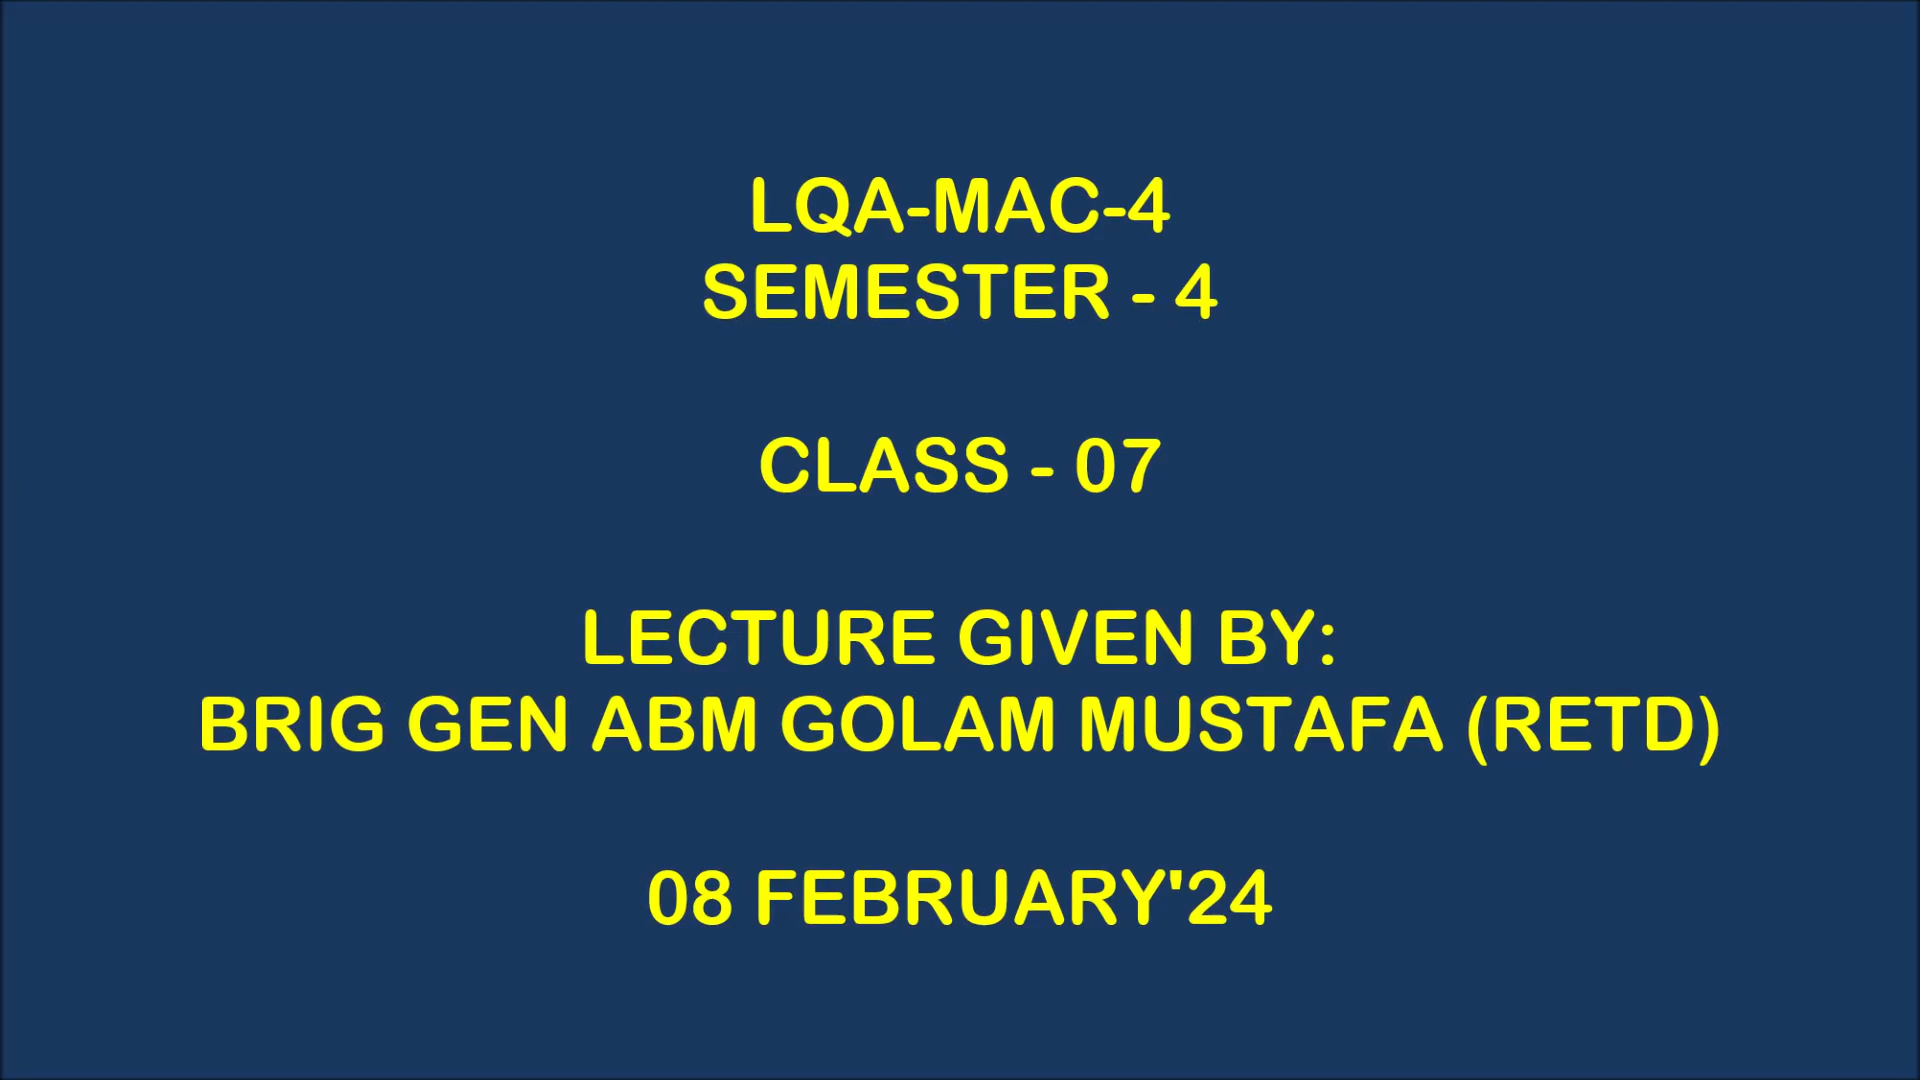 LQA-MAC-4
SEMESTER - 4
CLASS - 07
LECTURE GIVEN BY:
BRIG GEN ABM GOLAM MUSTAFA (RETD)
08 FEBRUARY'24